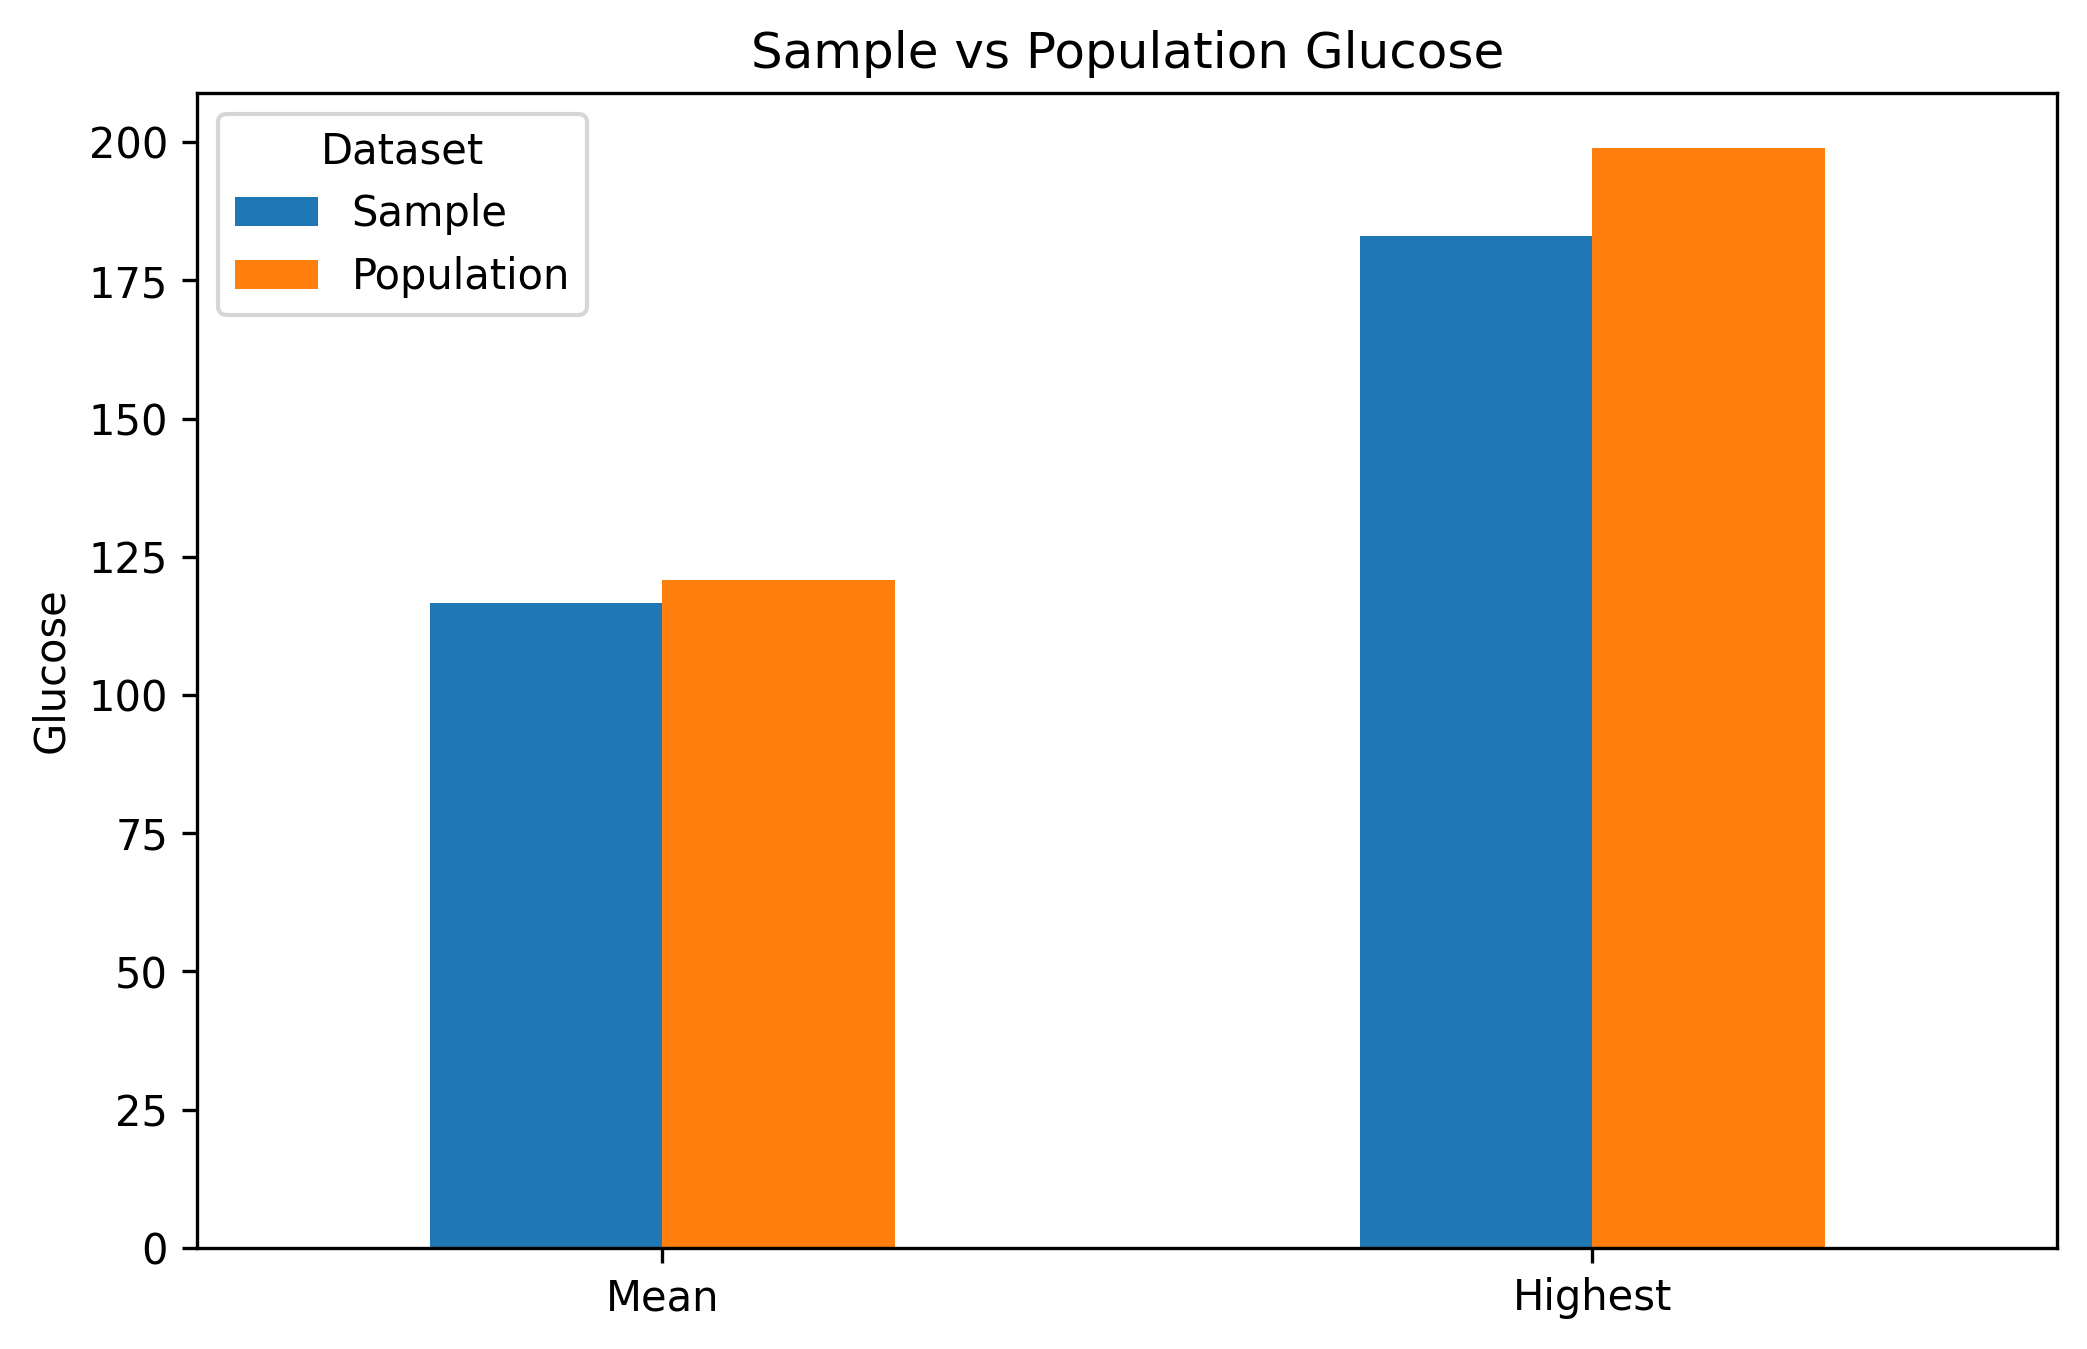 Sample vs Population Glucose
Dataset
Sample
Population
200
175
150
125
100
75
50
25
0
Glucose
Mean
Highest